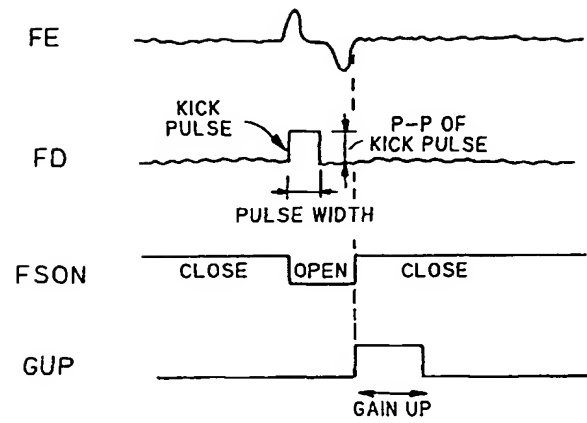 FE
KICK
PULSE
P-P OF
KICK PULSE
FD
PULSE WIDTH
FSON
CLOSE
OPEN
CLOSE
GUP
GAIN UP